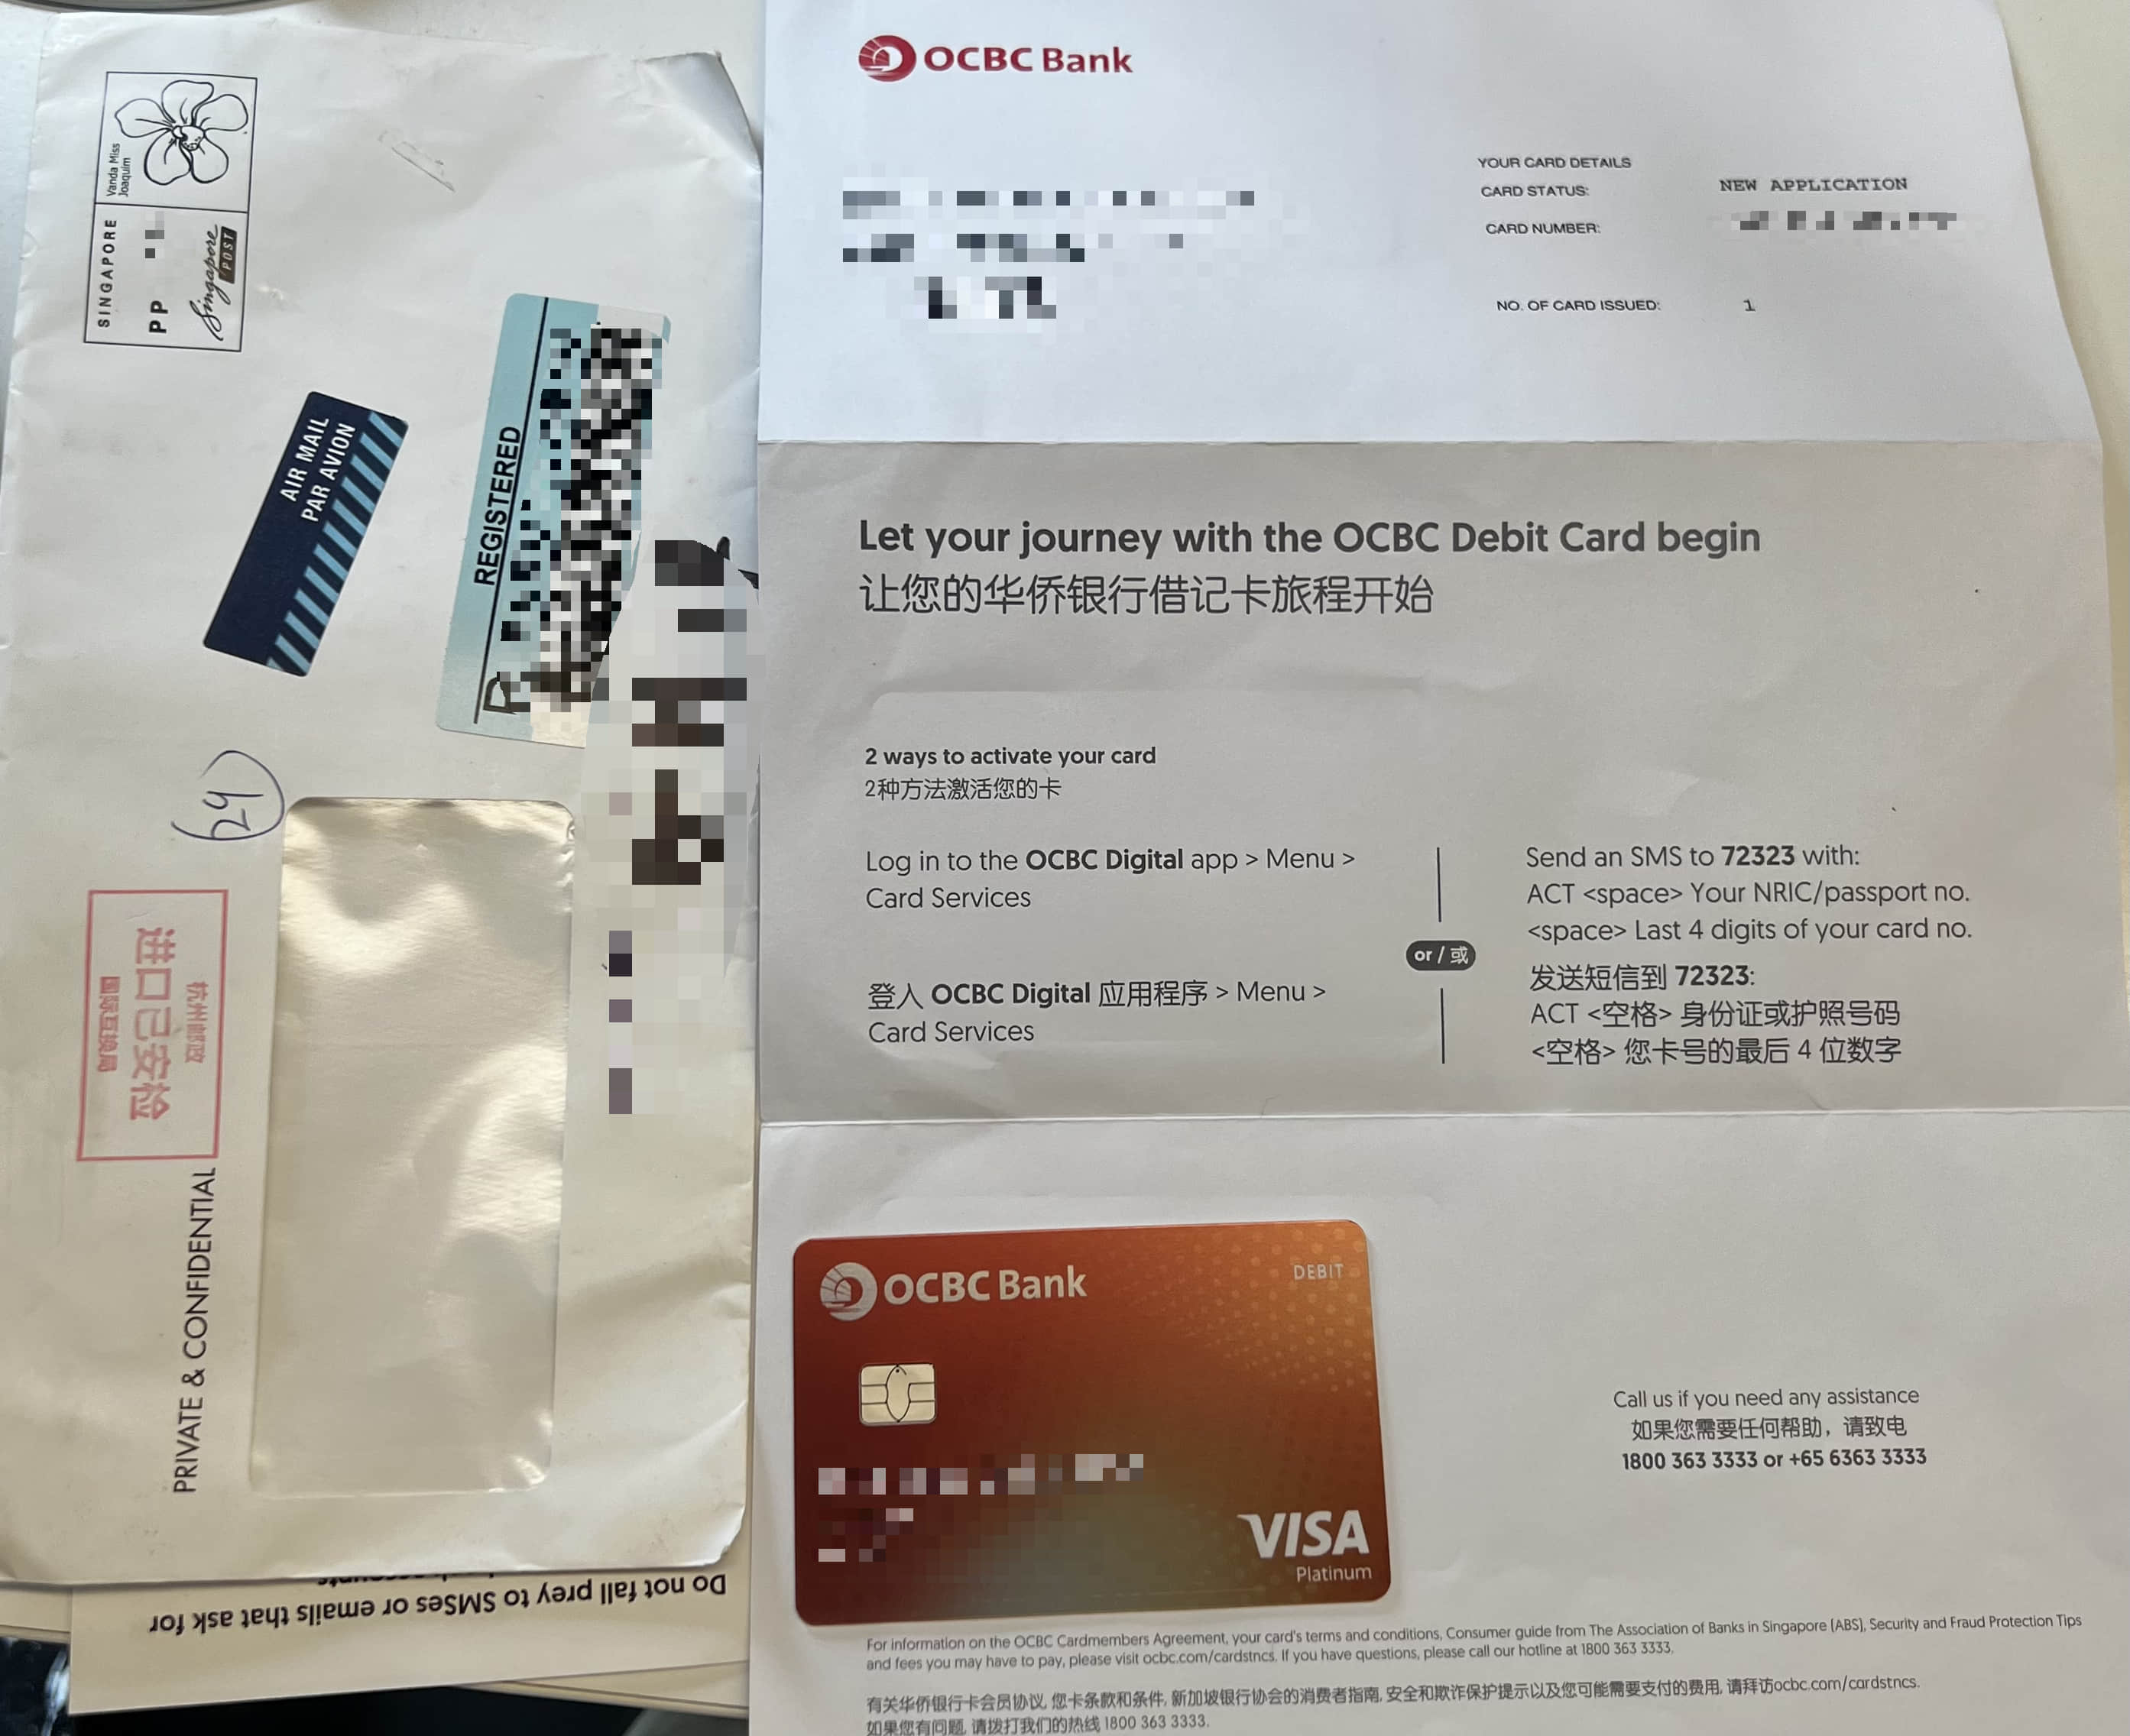 SINGAPORE
Vanda Miss
Joaquim
PP
Singapore
POST
AIR MAIL
PAR AVION
REGISTERED
R
29
杭州邮政
进口已安检
国际互换局
PRIVATE & CONFIDENTIAL
Do not fall prey to SMSes or emails that ask for
OCBC Bank
YOUR CARD DETAILS
CARD STATUS: NEW APPLICATION
CARD NUMBER:
NO. OF CARD ISSUED: 1
Let your journey with the OCBC Debit Card begin
让您的华侨银行借记卡旅程开始
2 ways to activate your card
2种方法激活您的卡
Log in to the OCBC Digital app > Menu >
Card Services
登入 OCBC Digital 应用程序 > Menu >
Card Services
or / 或
Send an SMS to 72323 with:
ACT <space> Your NRIC/passport no.
<space> Last 4 digits of your card no.
发送短信到 72323:
ACT <空格> 身份证或护照号码
<空格> 您卡号的最后 4 位数字
OCBC Bank
DEBIT
VISA
Platinum
Call us if you need any assistance
如果您需要任何帮助，请致电
1800 363 3333 or +65 6363 3333
For information on the OCBC Cardmembers Agreement, your card's terms and conditions, Consumer guide from The Association of Banks in Singapore (ABS), Security and Fraud Protection Tips
and fees you may have to pay, please visit ocbc.com/cardstncs. If you have questions, please call our hotline at 1800 363 3333.
有关华侨银行卡会员协议, 您卡条款和条件, 新加坡银行协会的消费者指南, 安全和欺诈保护提示以及您可能需要支付的费用, 请拜访ocbc.com/cardstncs.
如果您有问题, 请拨打我们的热线 1800 363 3333.